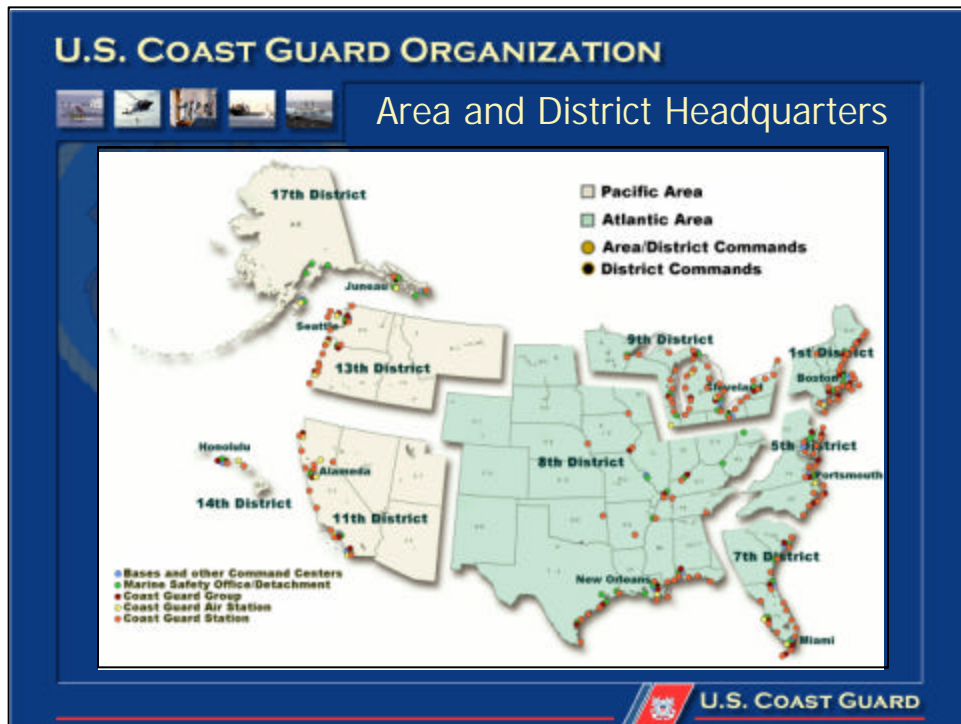 U.S. COAST GUARD ORGANIZATION
Area and District Headquarters
17th District
Pacific Area
Atlantic Area
Area/District Commands
District Commands
Juneau
Seattle
13th District
9th District
1st District
Cleveland
Boston
Honolulu
Alameda
14th District
11th District
8th District
5th District
Portsmouth
7th District
New Orleans
Miami
Bases and other Command Centers
Marine Safety Office/Detachment
Coast Guard Group
Coast Guard Air Station
Coast Guard Station
U.S. COAST GUARD